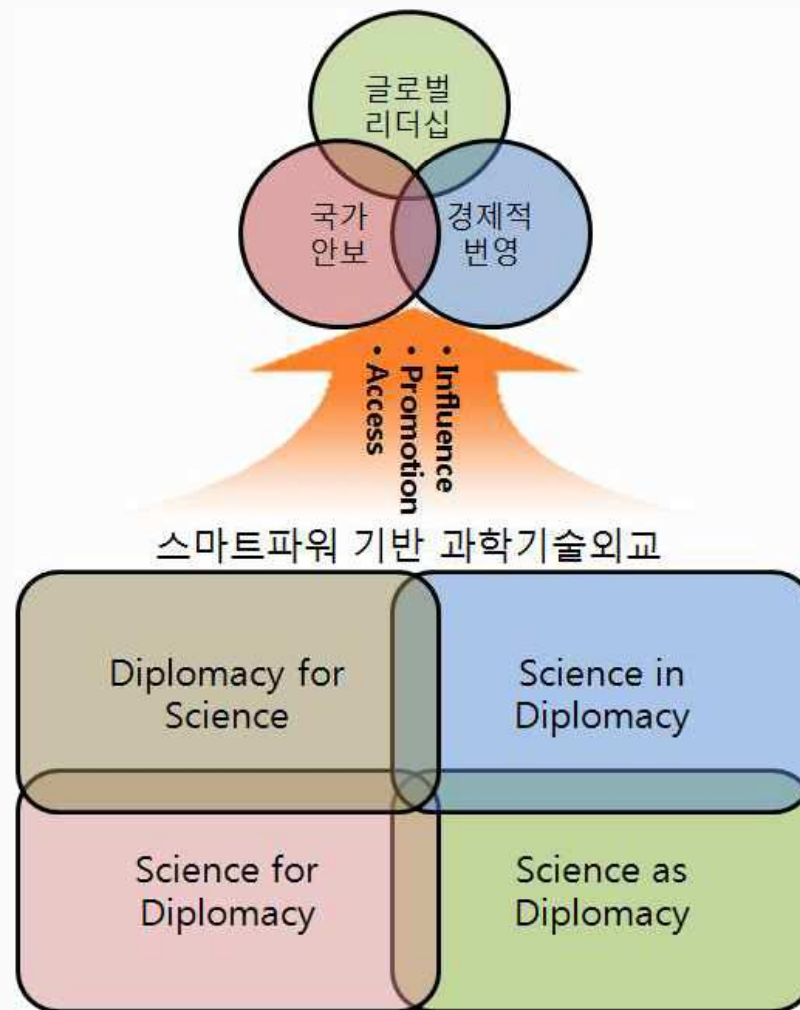 글로벌
리더십
국가
안보
경제적
번영
• Influence
• Promotion
• Access
스마트파워 기반 과학기술외교
Diplomacy for
Science
Science in
Diplomacy
Science for
Diplomacy
Science as
Diplomacy